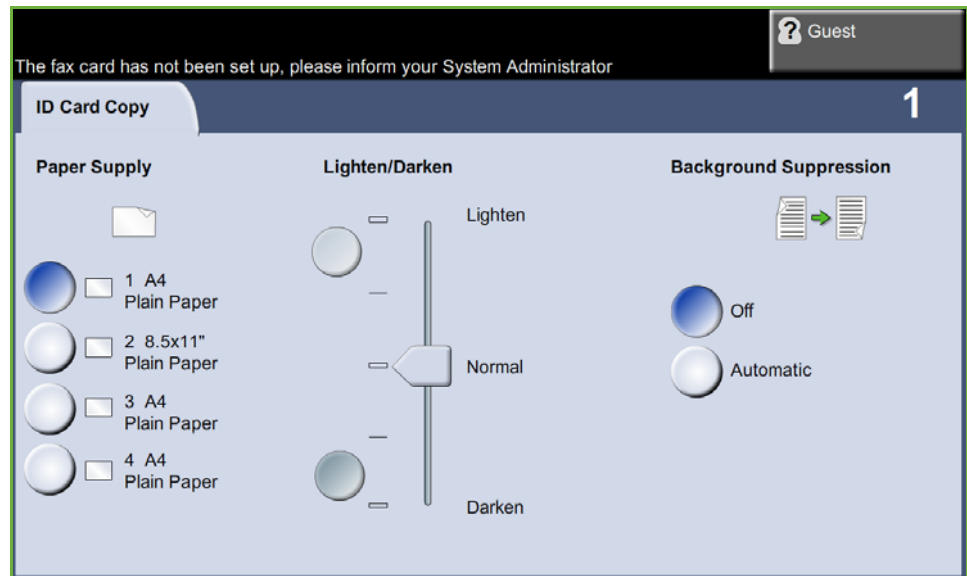 ? Guest
The fax card has not been set up, please inform your System Administrator
ID Card Copy
1
Paper Supply
1 A4
Plain Paper
2 8.5x11"
Plain Paper
3 A4
Plain Paper
4 A4
Plain Paper
Lighten/Darken
Lighten
Normal
Darken
Background Suppression
Off
Automatic